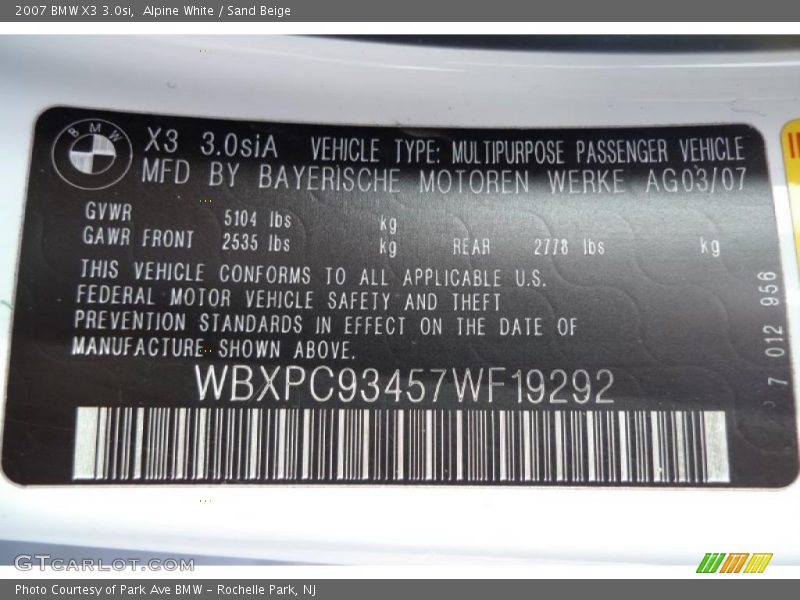 2007 BMW X3 3.0si, Alpine White / Sand Beige
BMW
X3 3.0siA VEHICLE TYPE: MULTIPURPOSE PASSENGER VEHICLE
MFD BY BAYERISCHE MOTOREN WERKE AG03/07
GVWR 5104 lbs kg
GAWR FRONT 2535 lbs kg REAR 2778 lbs kg
THIS VEHICLE CONFORMS TO ALL APPLICABLE U.S.
FEDERAL MOTOR VEHICLE SAFETY AND THEFT
PREVENTION STANDARDS IN EFFECT ON THE DATE OF
MANUFACTURE SHOWN ABOVE.
WBXPC93457WF19292
7 012 956
GTCARLOT.COM
Photo Courtesy of Park Ave BMW - Rochelle Park, NJ